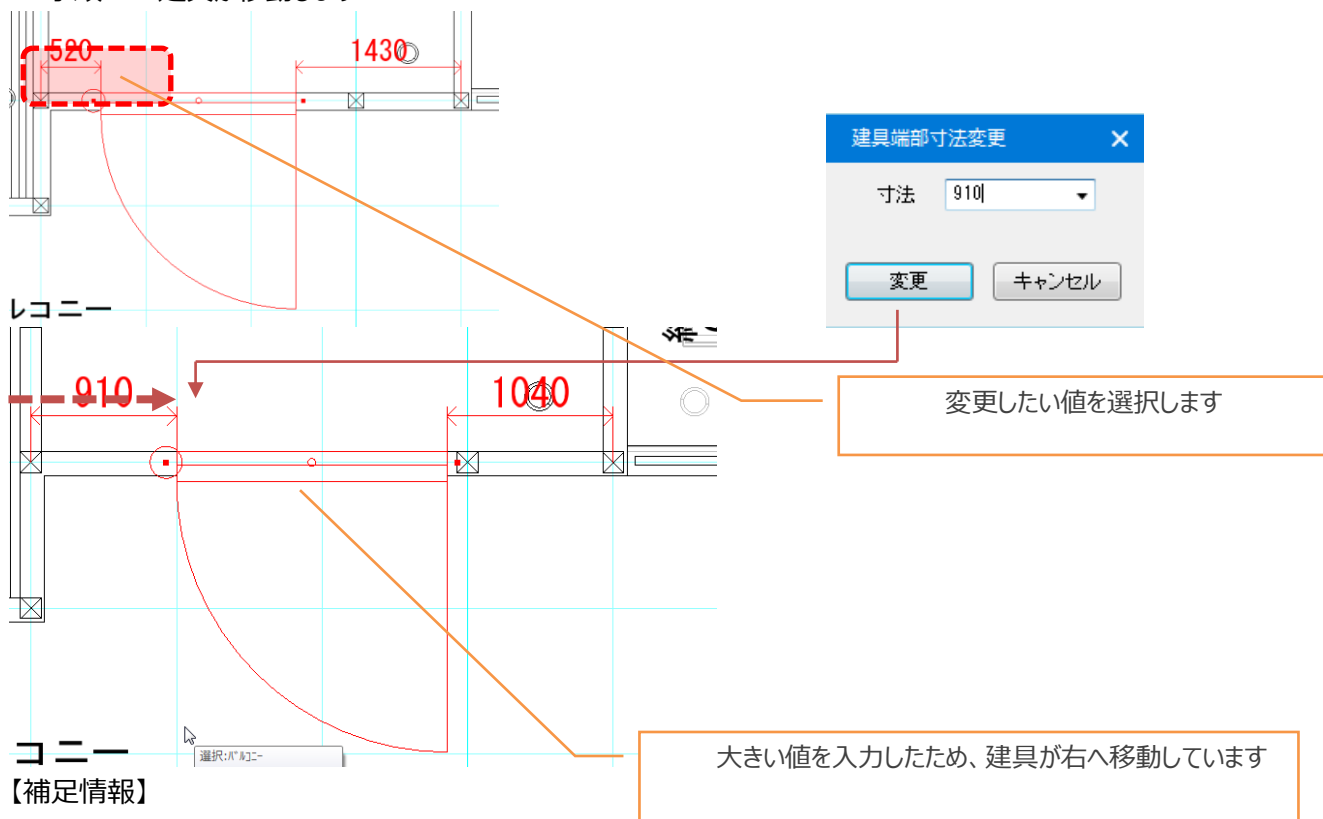 520
1430
建具端部寸法変更
寸法 910
変更 キャンセル
レコニー
910
1040
変更したい値を選択します
コニー
選択:バルコニー
大きい値を入力したため、建具が右へ移動しています
【補足情報】